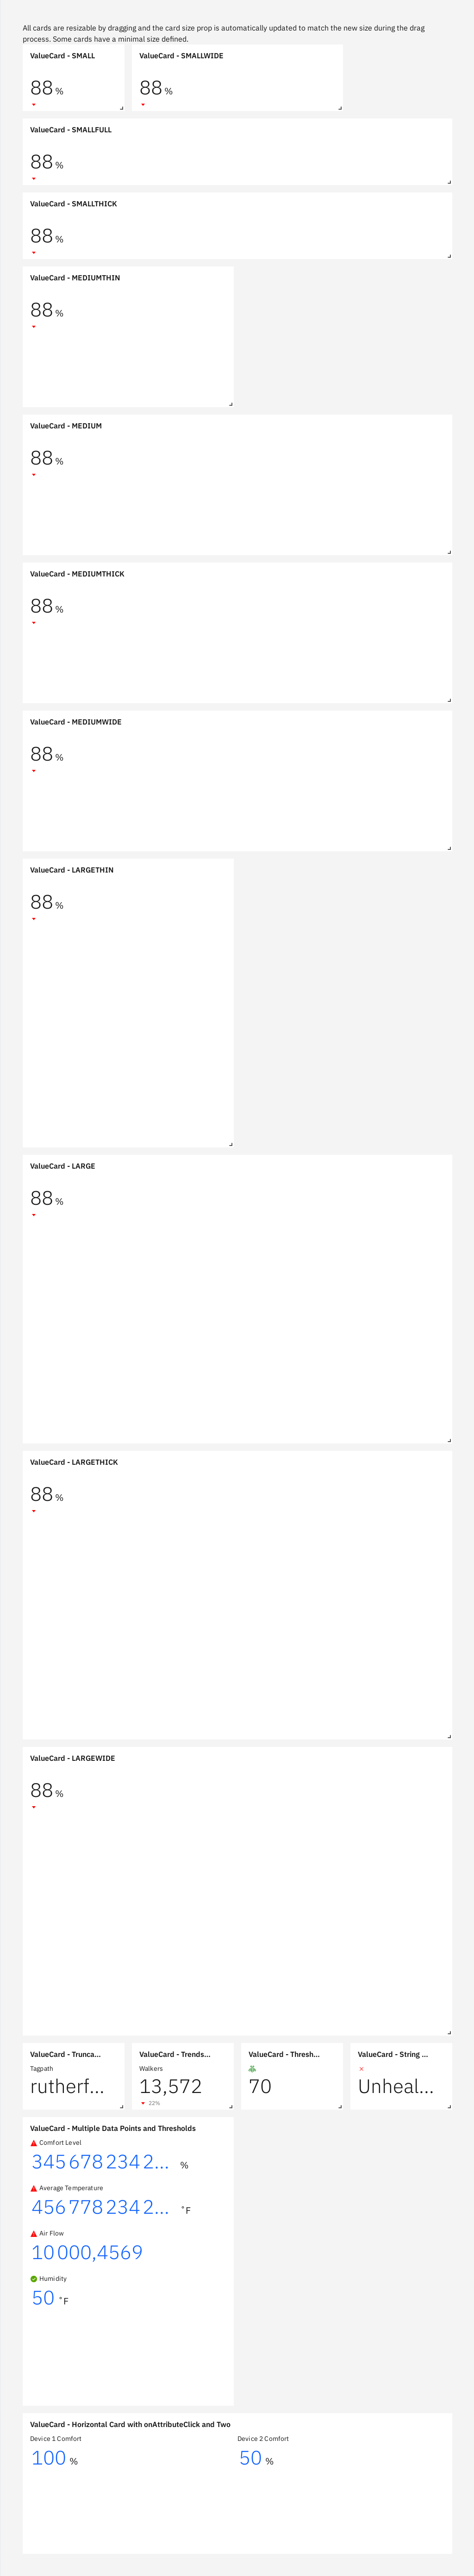 All cards are resizable by dragging and the card size prop is automatically updated to match the new size during the drag
process. Some cards have a minimal size defined.
ValueCard - SMALL
88 %
ValueCard - SMALLWIDE
88 %
ValueCard - SMALLFULL
88 %
ValueCard - SMALLTHICK
88 %
ValueCard - MEDIUMTHIN
88 %
ValueCard - MEDIUM
88 %
ValueCard - MEDIUMTHICK
88 %
ValueCard - MEDIUMWIDE
88 %
ValueCard - LARGETHIN
88 %
ValueCard - LARGE
88 %
ValueCard - LARGETHICK
88 %
ValueCard - LARGEWIDE
88 %
ValueCard - Trunca...
Tagpath
rutherf...
ValueCard - Trends...
Walkers
13,572
22%
ValueCard - Thresh...
70
ValueCard - String ...
Unheal...
ValueCard - Multiple Data Points and Thresholds
Comfort Level
345 678 234 2... %
Average Temperature
456 778 234 2... ˚F
Air Flow
10 000,4569
Humidity
50 ˚F
ValueCard - Horizontal Card with onAttributeClick and Two
Device 1 Comfort
100 %
Device 2 Comfort
50 %